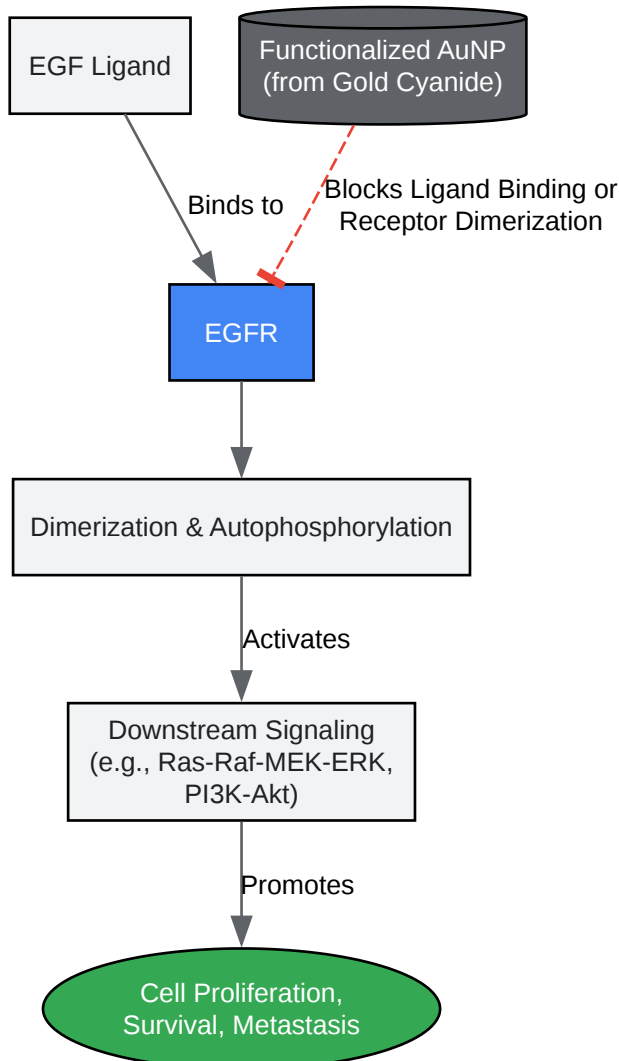 EGF Ligand
Functionalized AuNP
(from Gold Cyanide)
Binds to
Blocks Ligand Binding or
Receptor Dimerization
EGFR
Dimerization & Autophosphorylation
Activates
Downstream Signaling
(e.g., Ras-Raf-MEK-ERK,
PI3K-Akt)
Promotes
Cell Proliferation,
Survival, Metastasis